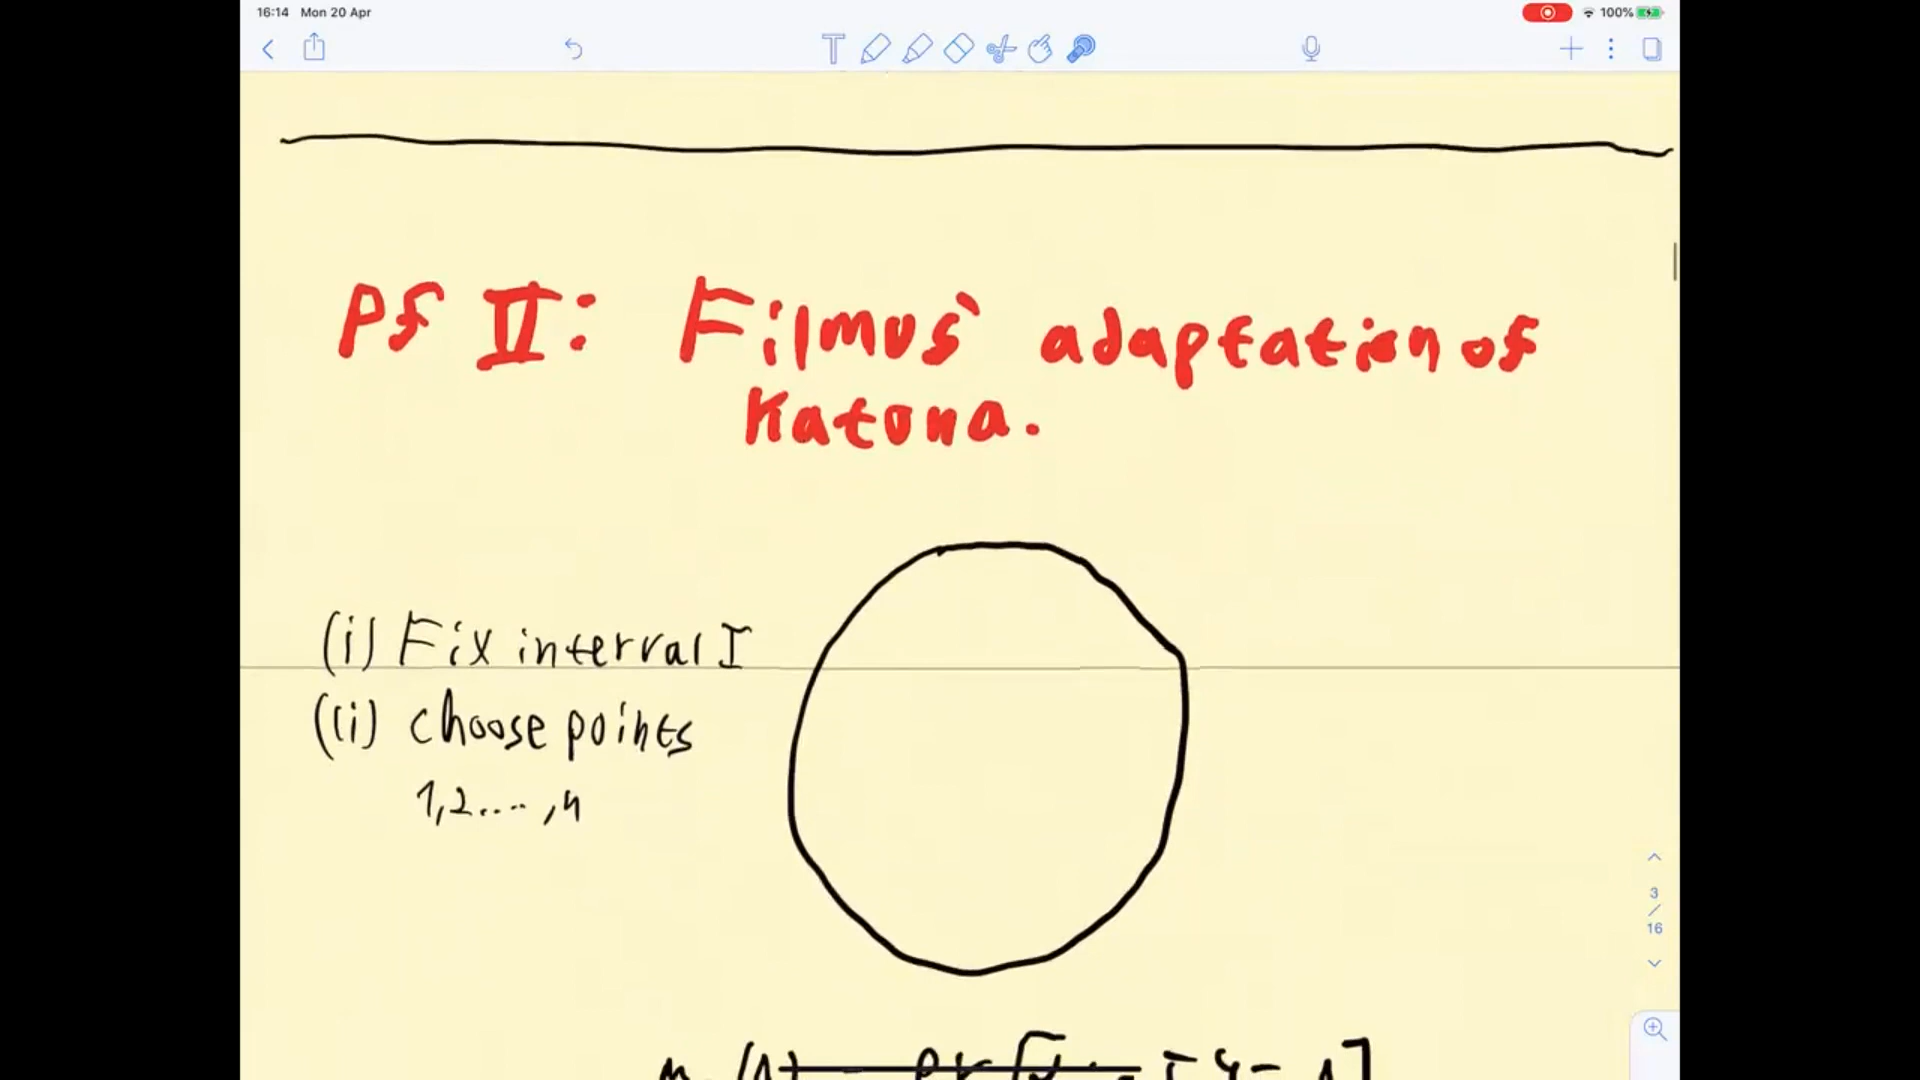 16:14 Mon 20 Apr
100%
Pf II: Filmus' adaptation of
Katona.
(i) Fix interval I
(ii) choose points
1,2....,n
3
/
16